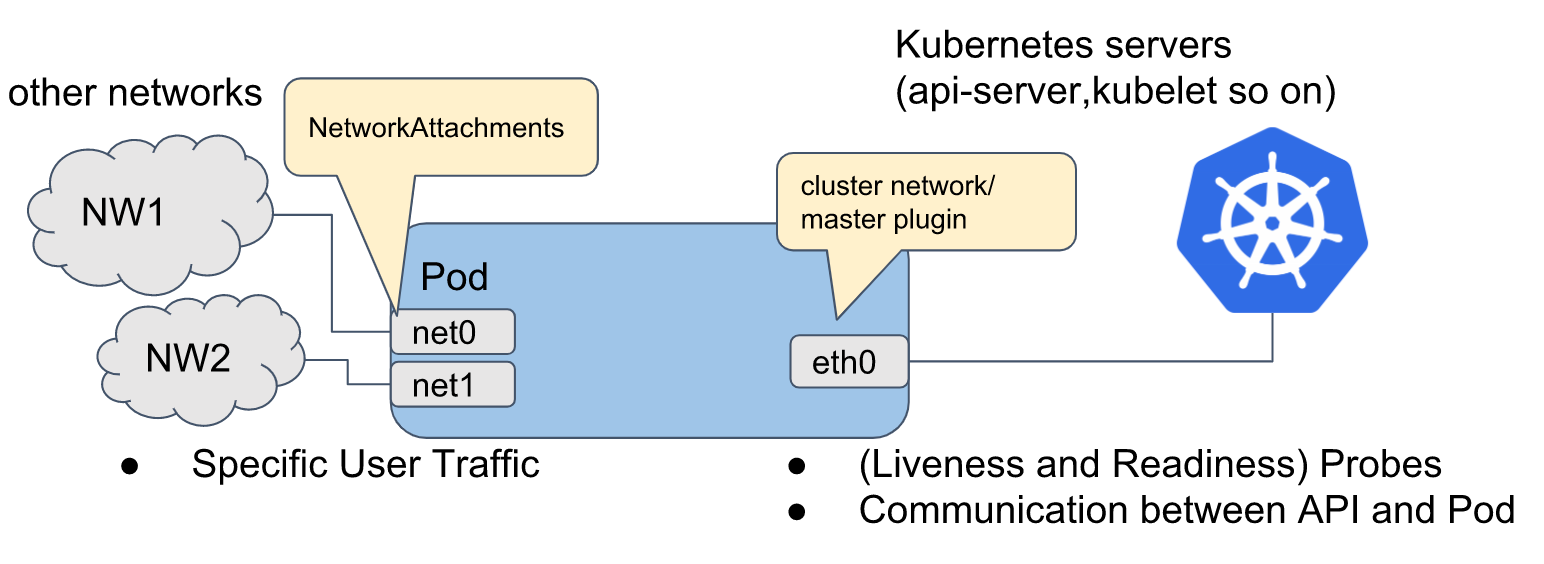 Kubernetes servers
(api-server,kubelet so on)
other networks
NetworkAttachments
cluster network/
master plugin
NW1
Pod
net0
NW2
net1
eth0
● Specific User Traffic
● (Liveness and Readiness) Probes
● Communication between API and Pod